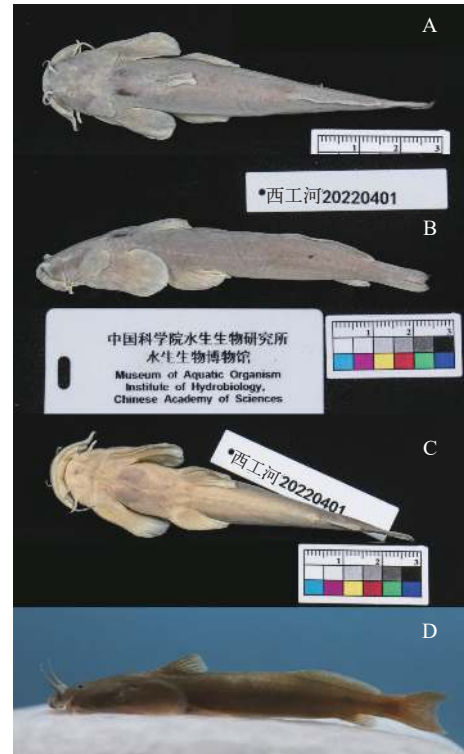 A
1 2 3
•西工河20220401
B
中国科学院水生生物研究所
水生生物博物馆
Museum of Aquatic Organism
Institute of Hydrobiology,
Chinese Academy of Sciences
1 2 3
C
•西工河20220401
1 2 3
D